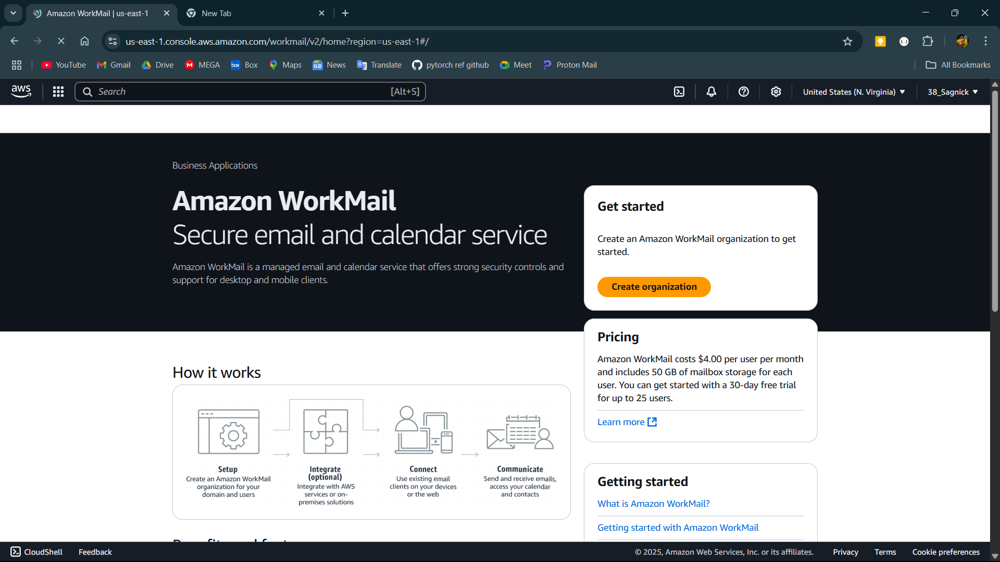 Amazon WorkMail | us-east-1
New Tab
us-east-1.console.aws.amazon.com/workmail/v2/home?region=us-east-1#/
YouTube
Gmail
Drive
MEGA
box
Box
Maps
News
Translate
pytorch ref github
Meet
Proton Mail
All Bookmarks
aws
Search
[Alt+S]
United States (N. Virginia)
38_Sagnick
Business Applications
Amazon WorkMail
Secure email and calendar service
Amazon WorkMail is a managed email and calendar service that offers strong security controls and
support for desktop and mobile clients.
Get started
Create an Amazon WorkMail organization to get
started.
Create organization
Pricing
Amazon WorkMail costs $4.00 per user per month
and includes 50 GB of mailbox storage for each
user. You can get started with a 30-day free trial
for up to 25 users.
Learn more
How it works
Setup
Create an Amazon WorkMail
organization for your
domain and users
Integrate
(optional)
Integrate with AWS
services or on-
premises solutions
Connect
Use existing email
clients on your devices
or the web
Communicate
Send and receive emails,
access your calendar
and contacts
Getting started
What is Amazon WorkMail?
Getting started with Amazon WorkMail
CloudShell
Feedback
© 2025, Amazon Web Services, Inc. or its affiliates.
Privacy
Terms
Cookie preferences